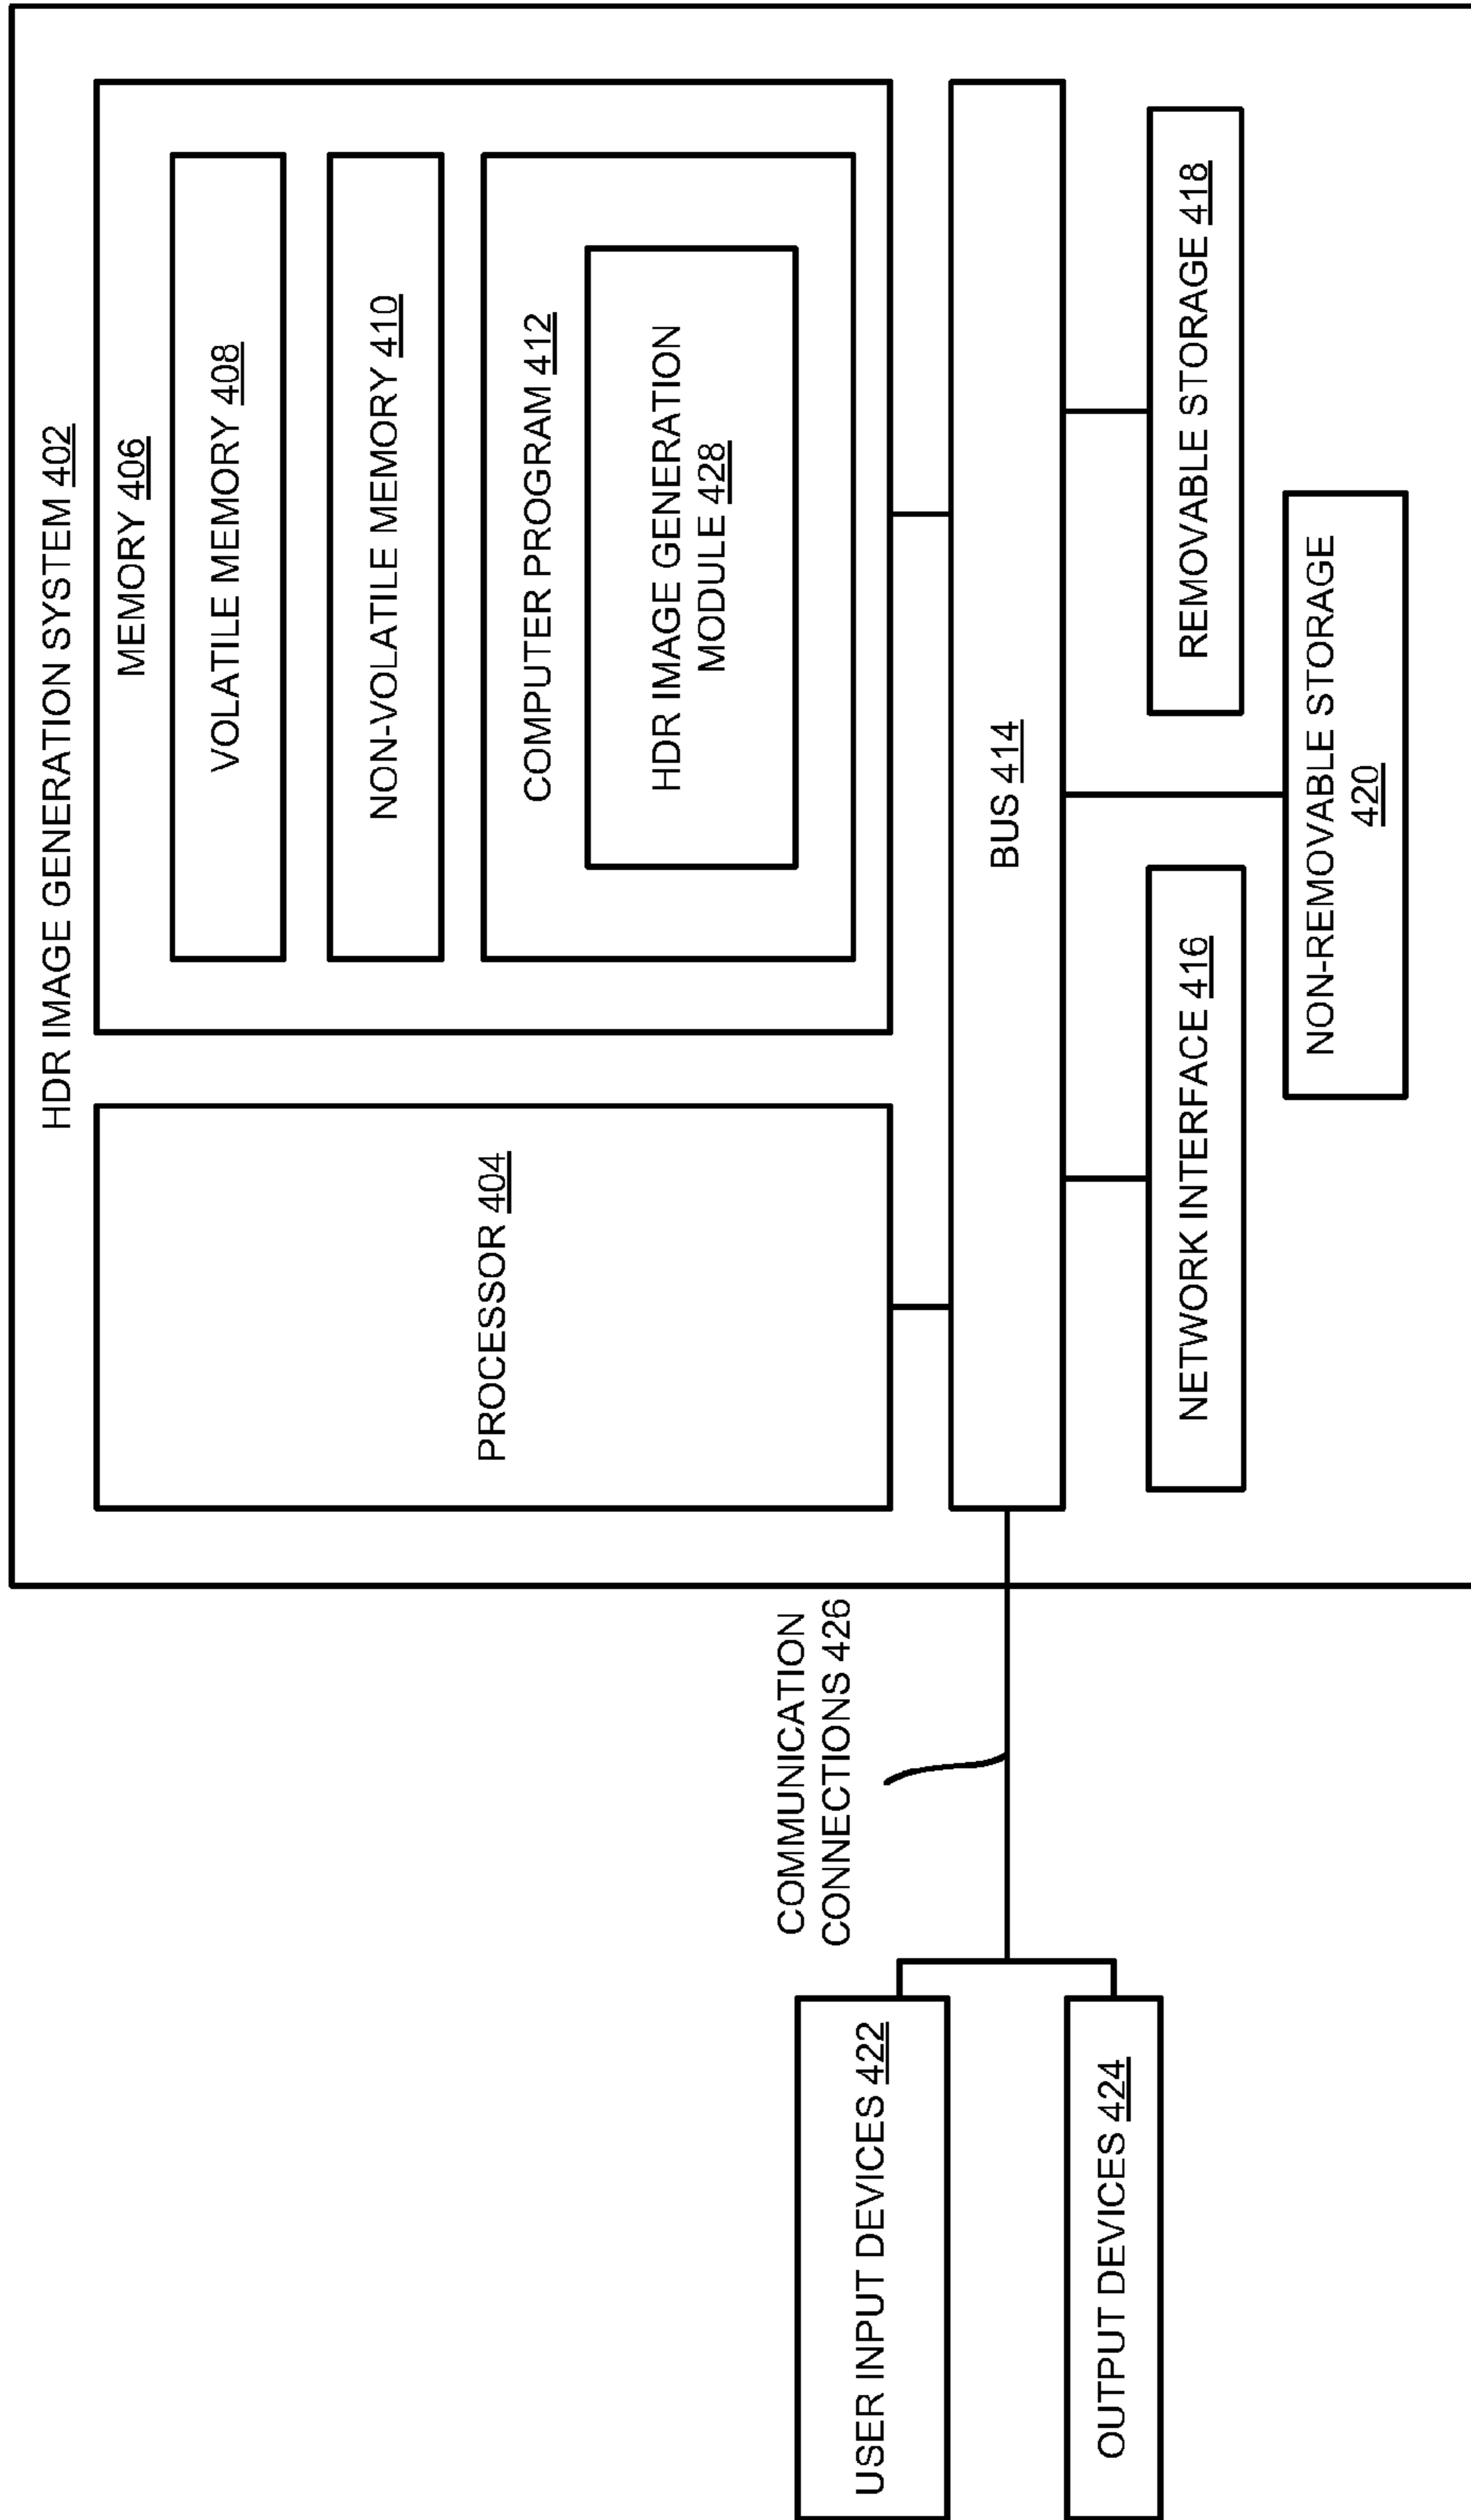 HDR IMAGE GENERATION SYSTEM 402
MEMORY 406
VOLATILE MEMORY 408
NON-VOLATILE MEMORY 410
COMPUTER PROGRAM 412
HDR IMAGE GENERATION
MODULE 428
PROCESSOR 404
BUS 414
NETWORK INTERFACE 416
REMOVABLE STORAGE 418
NON-REMOVABLE STORAGE
420
COMMUNICATION
CONNECTIONS 426
USER INPUT DEVICES 422
OUTPUT DEVICES 424